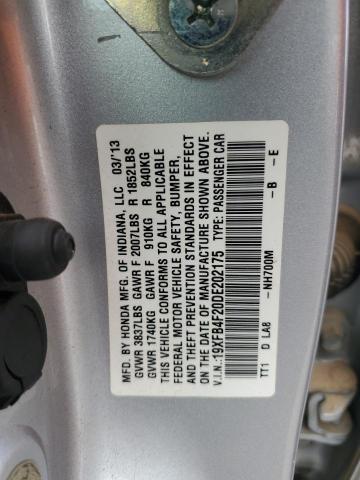 MFD. BY HONDA MFG. OF INDIANA, LLC 03/13
GVWR 3837LBS GAWR F 2007LBS R 1852LBS
GVWR 1740KG GAWR F 910KG R 840KG
THIS VEHICLE CONFORMS TO ALL APPLICABLE
FEDERAL MOTOR VEHICLE SAFETY, BUMPER,
AND THEFT PREVENTION STANDARDS IN EFFECT
ON THE DATE OF MANUFACTURE SHOWN ABOVE.
V.I.N.: 19XFB4F20DE202175 TYPE: PASSENGER CAR
TT1 D LA8 -NH700M -B -E